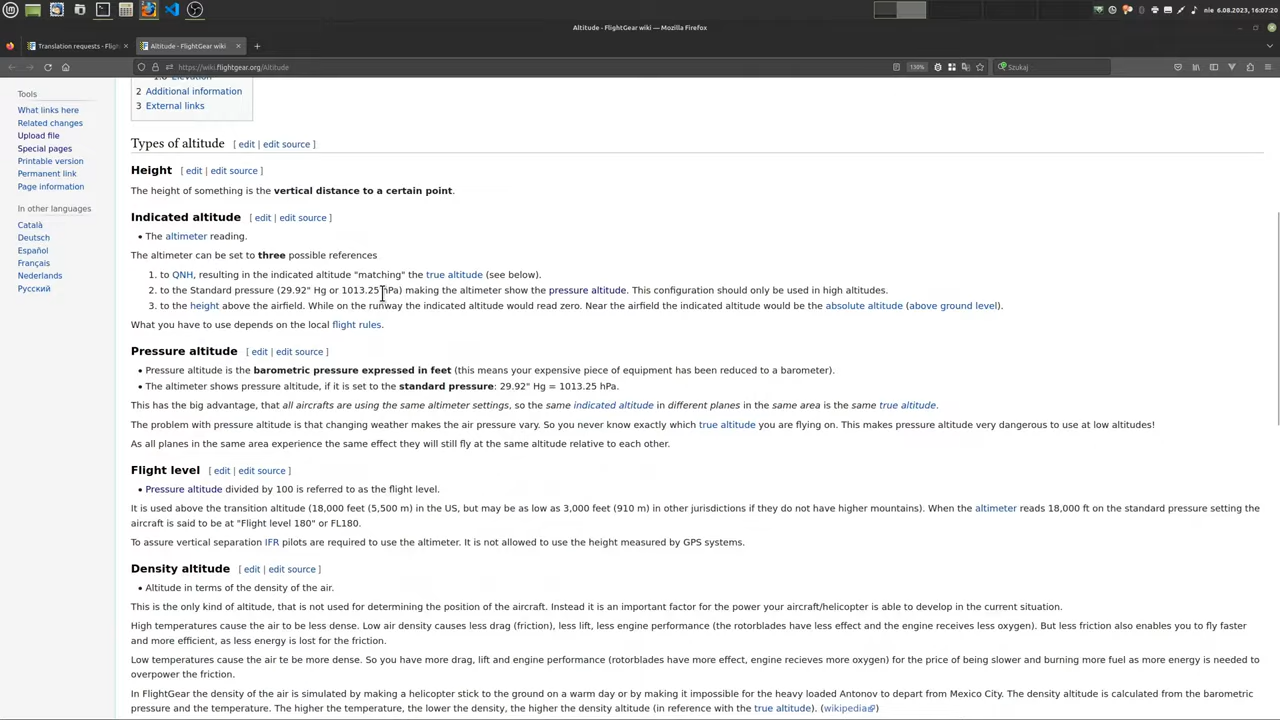 nie 6.08.2023, 16:07:20
Altitude - FlightGear wiki — Mozilla Firefox
Translation requests - Fligh
Altitude - FlightGear wiki
https://wiki.flightgear.org/Altitude
130%
Szukaj
Tools
What links here
Related changes
Upload file
Special pages
Printable version
Permanent link
Page information
In other languages
Català
Deutsch
Español
Français
Nederlands
Русский
1.6 Elevation
2 Additional information
3 External links
Types of altitude [ edit | edit source ]
Height [ edit | edit source ]
The height of something is the vertical distance to a certain point.
Indicated altitude [ edit | edit source ]
• The altimeter reading.
The altimeter can be set to three possible references
1. to QNH, resulting in the indicated altitude "matching" the true altitude (see below).
2. to the Standard pressure (29.92" Hg or 1013.25 hPa) making the altimeter show the pressure altitude. This configuration should only be used in high altitudes.
3. to the height above the airfield. While on the runway the indicated altitude would read zero. Near the airfield the indicated altitude would be the absolute altitude (above ground level).
What you have to use depends on the local flight rules.
Pressure altitude [ edit | edit source ]
• Pressure altitude is the barometric pressure expressed in feet (this means your expensive piece of equipment has been reduced to a barometer).
• The altimeter shows pressure altitude, if it is set to the standard pressure: 29.92" Hg = 1013.25 hPa.
This has the big advantage, that all aircrafts are using the same altimeter settings, so the same indicated altitude in different planes in the same area is the same true altitude.
The problem with pressure altitude is that changing weather makes the air pressure vary. So you never know exactly which true altitude you are flying on. This makes pressure altitude very dangerous to use at low altitudes!
As all planes in the same area experience the same effect they will still fly at the same altitude relative to each other.
Flight level [ edit | edit source ]
• Pressure altitude divided by 100 is referred to as the flight level.
It is used above the transition altitude (18,000 feet (5,500 m) in the US, but may be as low as 3,000 feet (910 m) in other jurisdictions if they do not have higher mountains). When the altimeter reads 18,000 ft on the standard pressure setting the
aircraft is said to be at "Flight level 180" or FL180.
To assure vertical separation IFR pilots are required to use the altimeter. It is not allowed to use the height measured by GPS systems.
Density altitude [ edit | edit source ]
• Altitude in terms of the density of the air.
This is the only kind of altitude, that is not used for determining the position of the aircraft. Instead it is an important factor for the power your aircraft/helicopter is able to develop in the current situation.
High temperatures cause the air to be less dense. Low air density causes less drag (friction), less lift, less engine performance (the rotorblades have less effect and the engine receives less oxygen). But less friction also enables you to fly faster
and more efficient, as less energy is lost for the friction.
Low temperatures cause the air te be more dense. So you have more drag, lift and engine performance (rotorblades have more effect, engine recieves more oxygen) for the price of being slower and burning more fuel as more energy is needed to
overpower the friction.
In FlightGear the density of the air is simulated by making a helicopter stick to the ground on a warm day or by making it impossible for the heavy loaded Antonov to depart from Mexico City. The density altitude is calculated from the barometric
pressure and the temperature. The higher the temperature, the lower the density, the higher the density altitude (in reference with the true altitude). (wikipedia)